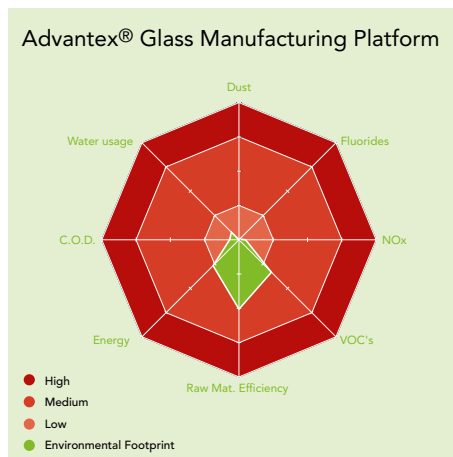 Advantex® Glass Manufacturing Platform
Dust
Water usage
Fluorides
C.O.D.
NOx
Energy
VOC's
Raw Mat. Efficiency
High
Medium
Low
Environmental Footprint